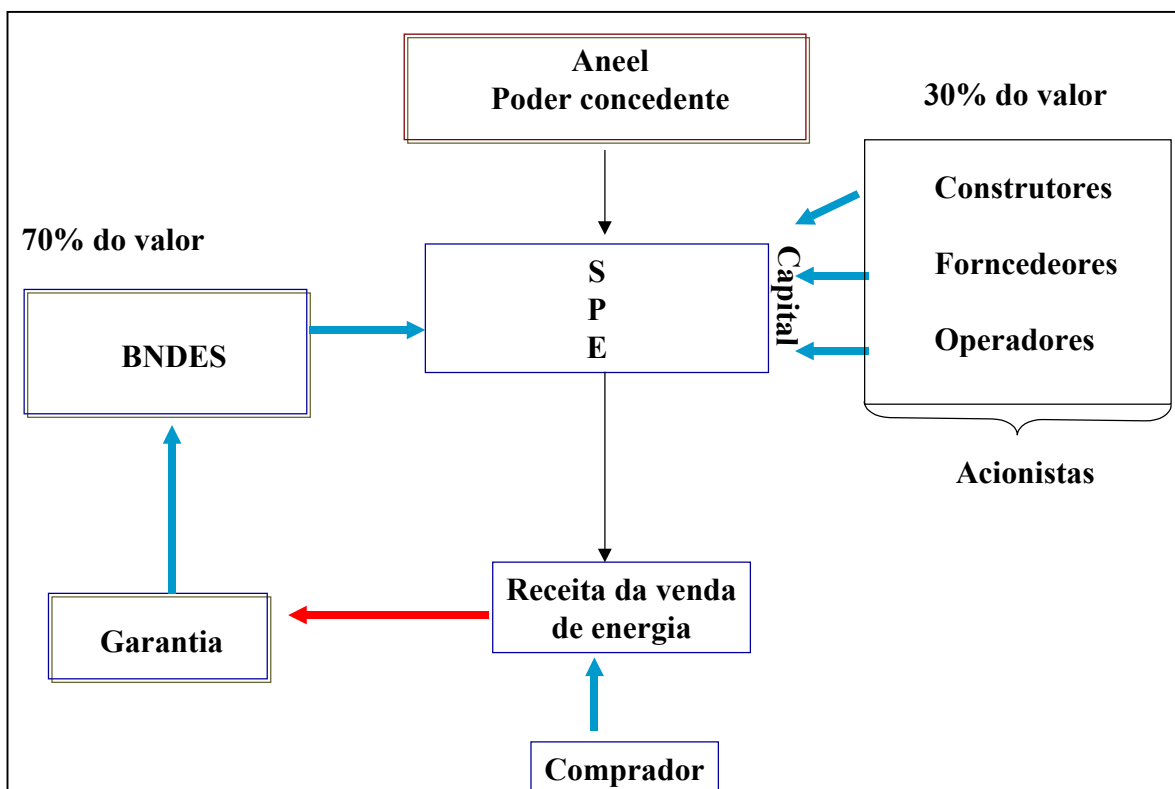 Aneel
Poder concedente
30% do valor
Construtores
Forncedeores
Operadores
Acionistas
Capital
70% do valor
BNDES
S
P
E
Garantia
Receita da venda
de energia
Comprador